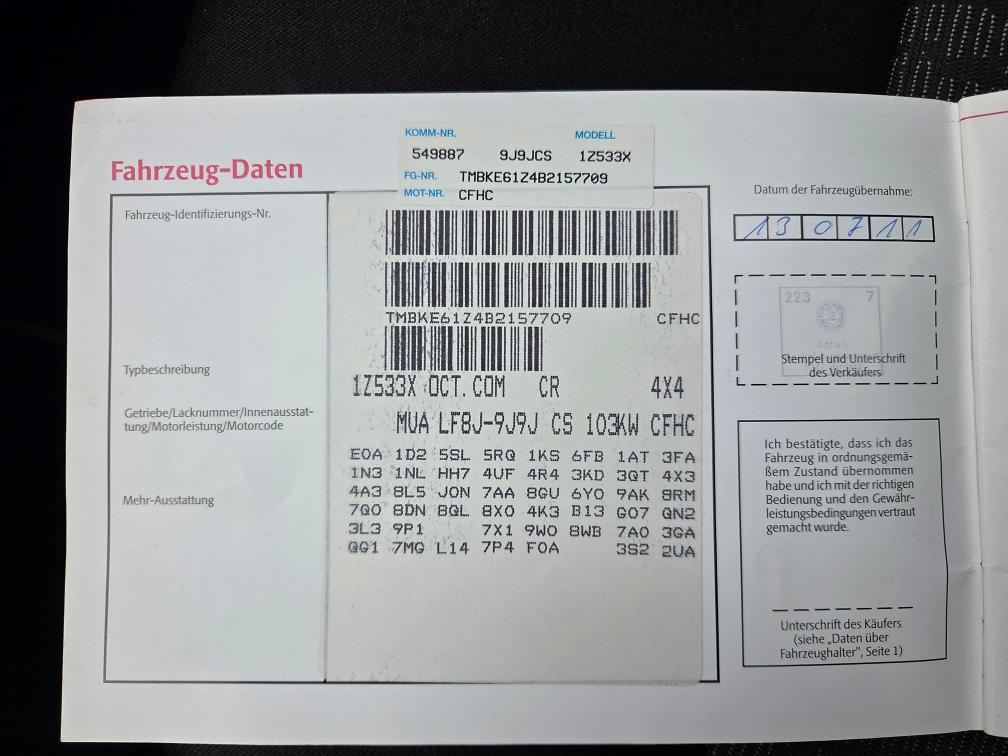 KOMM-NR. MODELL
549887 9J9JCS 1Z533X
FG-NR. TMBKE61Z4B2157709
MOT-NR. CFHC
Fahrzeug-Daten
Fahrzeug-Identifizierungs-Nr.
TMBKE61Z4B2157709 CFHC
Typbeschreibung
1Z533X OCT.COM CR 4X4
Getriebe/Lacknummer/Innenausstat-
tung/Motorleistung/Motorcode
MUA LF8J-9J9J CS 103KW CFHC
Mehr-Ausstattung
E0A 1D2 5SL 5RQ 1KS 6FB 1AT 3FA
1N3 1NL HH7 4UF 4R4 3KD 3QT 4X3
4A3 8L5 J0N 7AA 8GU 6Y0 9AK 8RM
7Q0 8DN 8QL 8X0 4K3 B13 G07 QN2
3L3 9P1 7X1 9W0 8WB 7A0 3GA
QG1 7MG L14 7P4 F0A 3S2 2UA
Datum der Fahrzeugübernahme:
13 07 11
223 7
AMAG
Stempel und Unterschrift
des Verkäufers
Ich bestätigte, dass ich das
Fahrzeug in ordnungsgemä-
ßem Zustand übernommen
habe und ich mit der richtigen
Bedienung und den Gewähr-
leistungsbedingungen vertraut
gemacht wurde.
Unterschrift des Käufers
(siehe „Daten über
Fahrzeughalter", Seite 1)